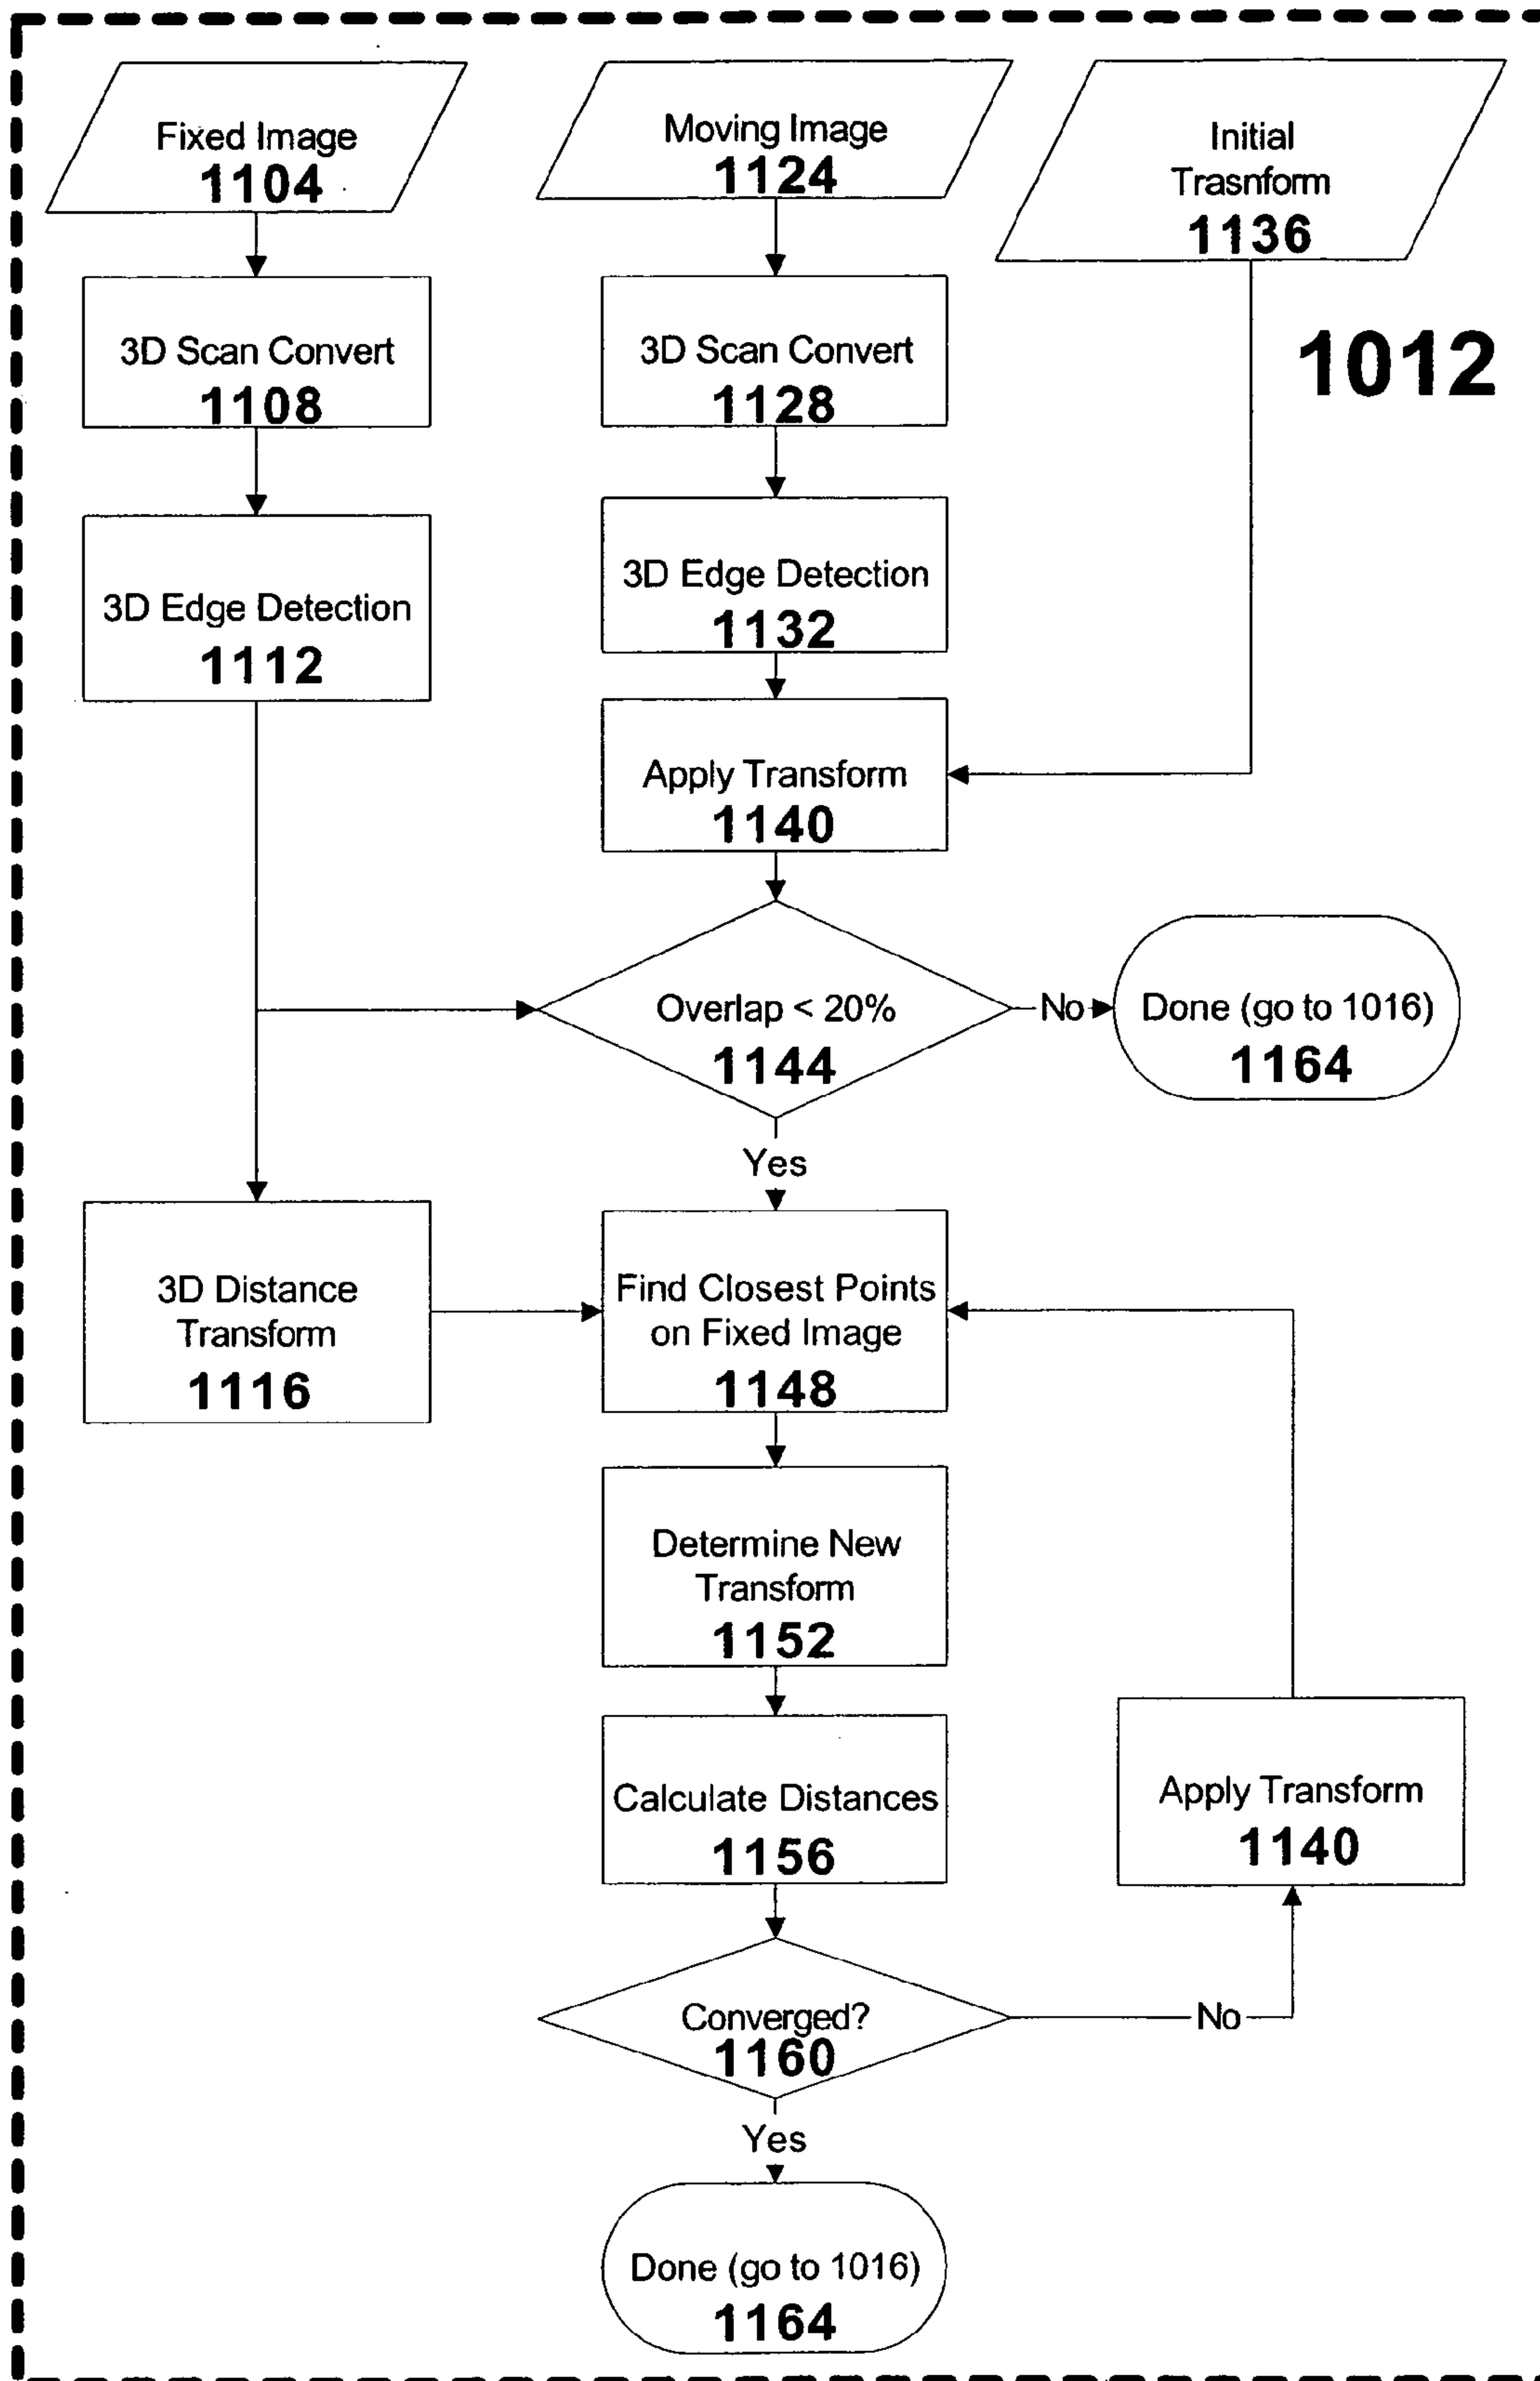 Fixed Image
1104
Moving Image
1124
Initial
Trasnform
1136
3D Scan Convert
1108
3D Scan Convert
1128
1012
3D Edge Detection
1112
3D Edge Detection
1132
Apply Transform
1140
Overlap < 20%
1144
No
Done (go to 1016)
1164
Yes
3D Distance
Transform
1116
Find Closest Points
on Fixed Image
1148
Determine New
Transform
1152
Calculate Distances
1156
Apply Transform
1140
Converged?
1160
No
Yes
Done (go to 1016)
1164